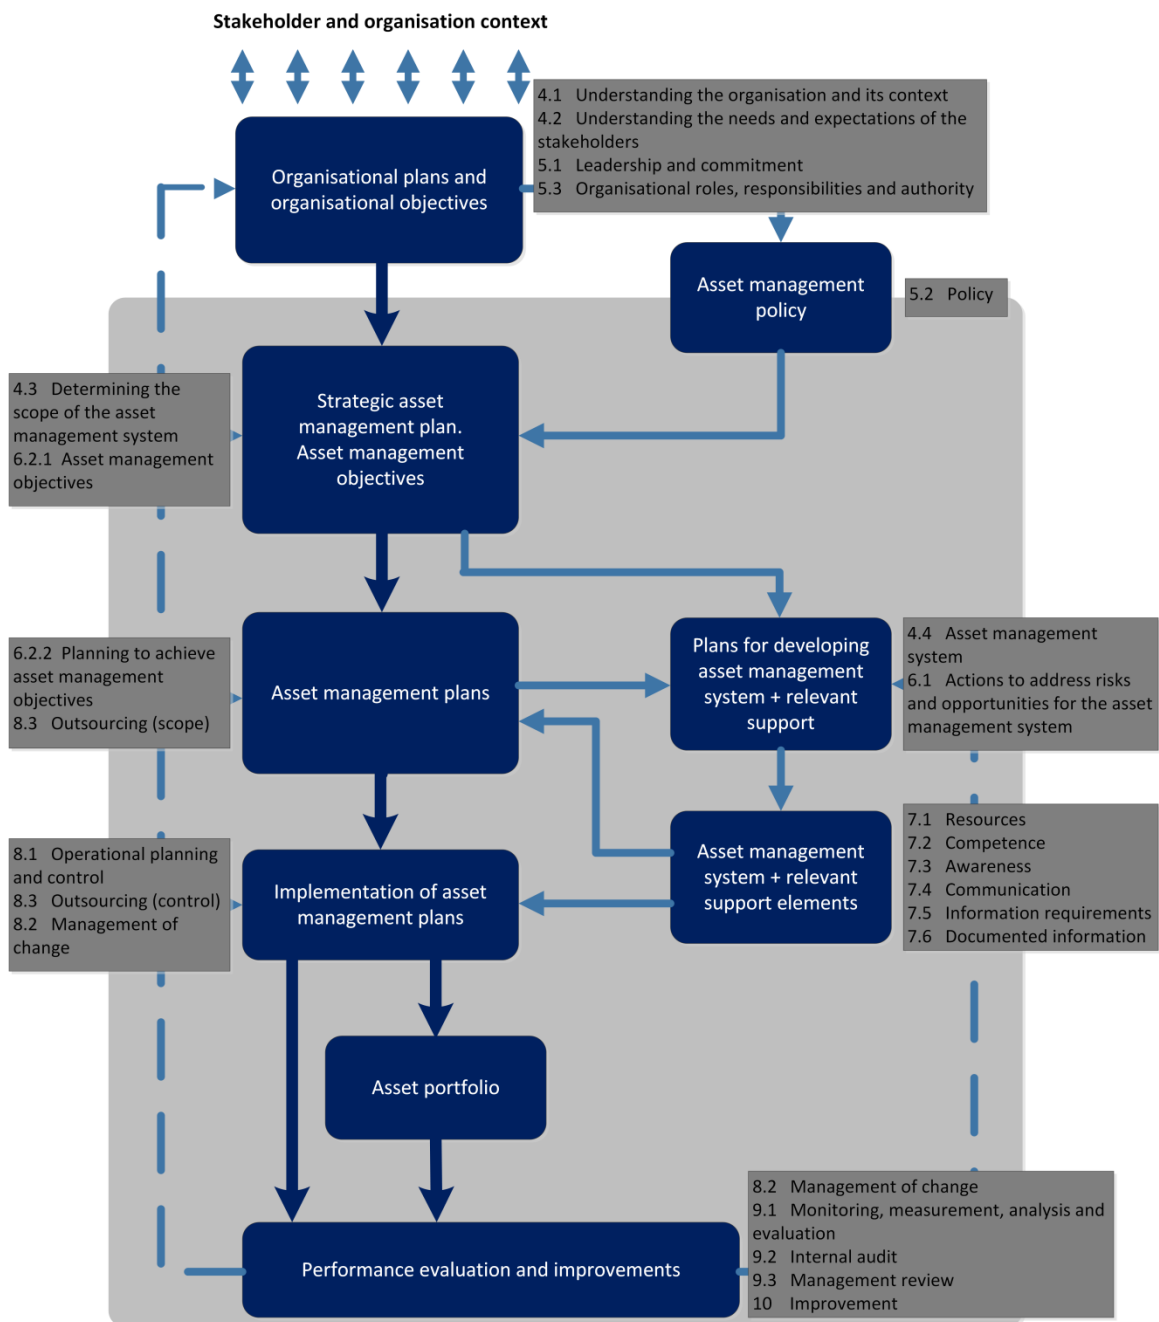 Stakeholder and organisation context
4.1 Understanding the organisation and its context
4.2 Understanding the needs and expectations of the
stakeholders
5.1 Leadership and commitment
5.3 Organisational roles, responsibilities and authority
Organisational plans and
organisational objectives
Asset management
policy
5.2 Policy
4.3 Determining the
scope of the asset
management system
6.2.1 Asset management
objectives
Strategic asset
management plan.
Asset management
objectives
6.2.2 Planning to achieve
asset management
objectives
8.3 Outsourcing (scope)
Asset management plans
Plans for developing
asset management
system + relevant
support
4.4 Asset management
system
6.1 Actions to address risks
and opportunities for the asset
management system
8.1 Operational planning
and control
8.3 Outsourcing (control)
8.2 Management of
change
Implementation of asset
management plans
Asset management
system + relevant
support elements
7.1 Resources
7.2 Competence
7.3 Awareness
7.4 Communication
7.5 Information requirements
7.6 Documented information
Asset portfolio
Performance evaluation and improvements
8.2 Management of change
9.1 Monitoring, measurement, analysis and
evaluation
9.2 Internal audit
9.3 Management review
10 Improvement